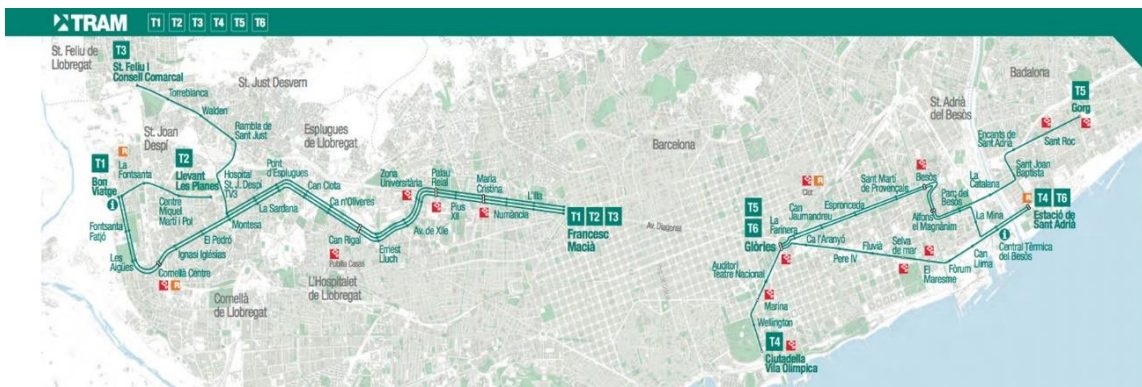 TRAM T1 T2 T3 T4 T5 T6
St. Feliu de
Llobregat
T3
St. Feliu I
Consell Comarcal
Torreblanca
Walden
Rambla de
Sant Just
St. Just Desvern
St. Joan
Despí
Esplugues
de Llobregat
T1
Bon
Viatge
La
Fontsanta
T2
Llevant
Les Planes
Centre
Miquel
Martí i Pol
Hospital
St. J. Despí
TV3
Pont
d'Esplugues
Montesa
La Sardana
Can Clota
Ca n'Oliveres
Can Rigal
Pubilla Casas
Ernest
Lluch
Fontsanta
Fatjó
Les
Aigües
El Pedró
Ignasi Iglésias
Cornellà Centre
Cornellà
de Llobregat
L'Hospitalet
de Llobregat
Zona
Universitària
Av. de Xile
Palau
Reial
Pius
XII
Maria
Cristina
Numància
L'Illa
T1 T2 T3
Francesc
Macià
Barcelona
Av. Diagonal
T5
T6
Glòries
La
Farinera
Clot
Can
Jaumandreu
Ca l'Aranyó
Espronceda
Sant Martí
de Provençals
Besòs
Alfons
el Magnànim
Parc del
Besòs
La
Catalana
La Mina
Pere IV
Fluvià
Selva
de mar
El
Maresme
Fòrum
Can
Llima
Central Tèrmica
del Besòs
T4 T6
Estació de
Sant Adrià
Sant Joan
Baptista
Encants de
Sant Adrià
Sant Roc
T5
Gorg
Badalona
St. Adrià
del Besòs
Auditori
Teatre Nacional
Marina
Wellington
T4
Ciutadella
Vila Olímpica